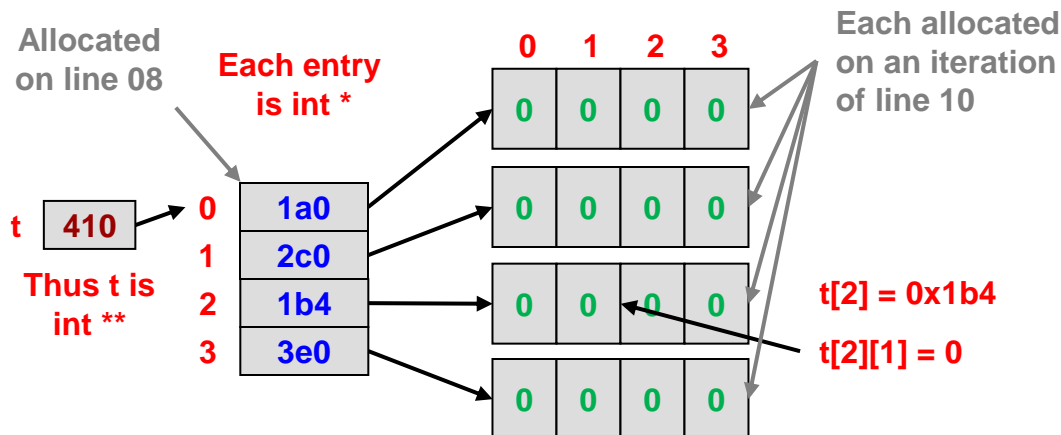 Allocated
on line 08
Each entry
is int *
0 1 2 3
Each allocated
on an iteration
of line 10
0 0 0 0
0 0 0 0
t 410
0 1a0
1 2c0
2 1b4
3 3e0
Thus t is
int **
0 0 0 0
t[2] = 0x1b4
t[2][1] = 0
0 0 0 0